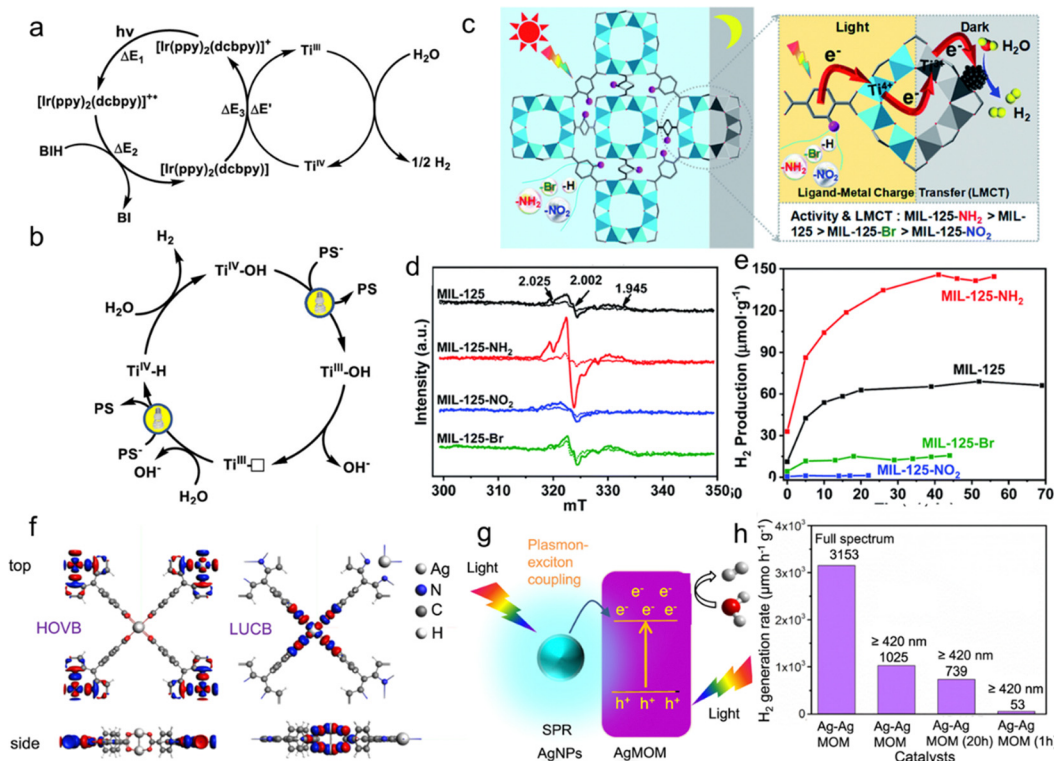 a
hν
ΔE1
[Ir(ppy)2(dcbpy)]+
TiIII
H2O
[Ir(ppy)2(dcbpy)]+*
ΔE3
ΔE'
BIH
ΔE2
[Ir(ppy)2(dcbpy)]
TiIV
1/2 H2
BI
b
H2
TiIV-OH
PS-
PS
H2O
TiIV-H
TiIII-OH
PS
PS-
OH-
TiIII-□
OH-
H2O
c
Light
Dark
e-
e-
H2O
Ti4+
e-
H2
-H
-Br
-NH2
-NO2
-H
-Br
-NH2
-NO2
Ligand-Metal Charge
Transfer (LMCT)
Activity & LMCT : MIL-125-NH2 > MIL-
125 > MIL-125-Br > MIL-125-NO2
d
2.025
2.002
1.945
MIL-125
MIL-125-NH2
MIL-125-NO2
MIL-125-Br
Intensity (a.u.)
300
310
320
330
340
350
mT
e
H2 Production (μmol·g-1)
150
120
90
60
30
0
MIL-125-NH2
MIL-125
MIL-125-Br
MIL-125-NO2
0
10
20
30
40
50
60
70
f
top
HOVB
LUCB
side
Ag
N
C
H
g
Plasmon-
exciton
coupling
Light
e- e-
e- e- e-
h+ h+ h+
Light
SPR
AgNPs
AgMOM
h
H2 generation rate (μmo h-1 g-1)
4x10³
3x10³
2x10³
1x10³
0
Full spectrum
3153
≥ 420 nm
1025
≥ 420 nm
739
≥ 420 nm
53
Ag-Ag
MOM
Ag-Ag
MOM
Ag-Ag
MOM (20h)
Ag-Ag
MOM (1h)
Catalysts